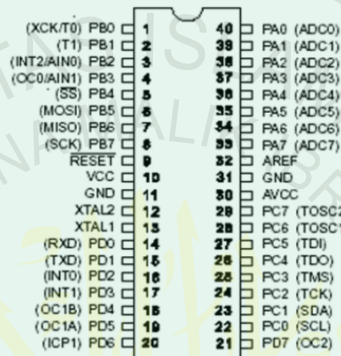 (XCK/T0) PB0 1 40 PA0 (ADC0)
(T1) PB1 2 39 PA1 (ADC1)
(INT2/AIN0) PB2 3 38 PA2 (ADC2)
(OC0/AIN1) PB3 4 37 PA3 (ADC3)
(SS) PB4 5 36 PA4 (ADC4)
(MOSI) PB5 6 35 PA5 (ADC5)
(MISO) PB6 7 34 PA6 (ADC6)
(SCK) PB7 8 33 PA7 (ADC7)
RESET 9 32 AREF
VCC 10 31 GND
GND 11 30 AVCC
XTAL2 12 29 PC7 (TOSC2
XTAL1 13 28 PC6 (TOSC1
(RXD) PD0 14 27 PC5 (TDI)
(TXD) PD1 15 26 PC4 (TDO)
(INT0) PD2 16 25 PC3 (TMS)
(INT1) PD3 17 24 PC2 (TCK)
(OC1B) PD4 18 23 PC1 (SDA)
(OC1A) PD5 19 22 PC0 (SCL)
(ICP1) PD6 20 21 PD7 (OC2)